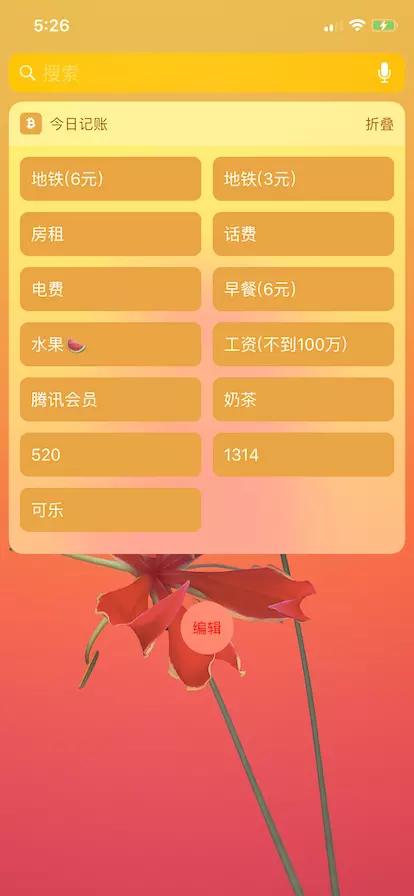 5:26
搜索
今日记账
折叠
地铁(6元)
地铁(3元)
房租
话费
电费
早餐(6元)
水果🍉
工资(不到100万)
腾讯会员
奶茶
520
1314
可乐
编辑